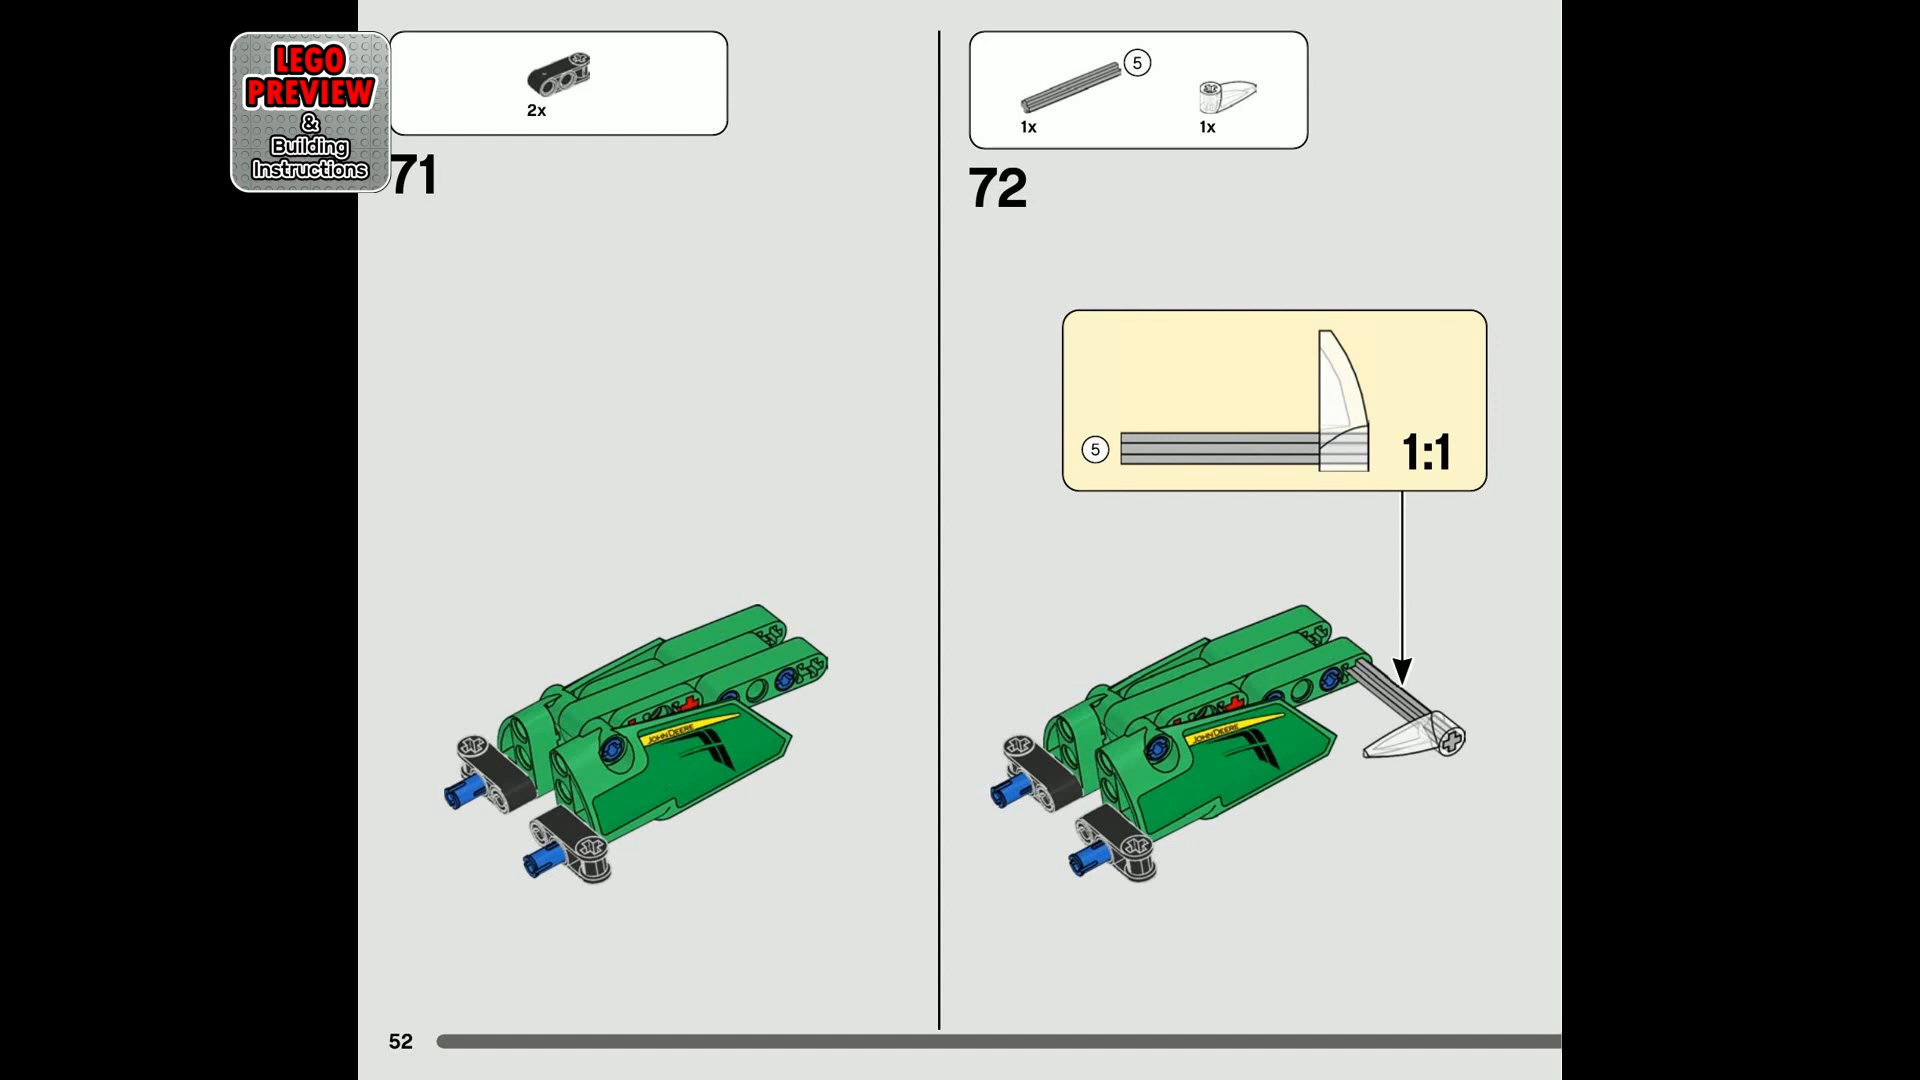 LEGO
PREVIEW
&
Building
Instructions
2x
71
5
1x
1x
72
5
1:1
JOHN DEERE
JOHN DEERE
52